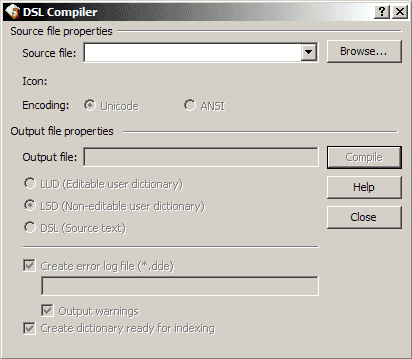 DSL Compiler
Source file properties
Source file:
Browse...
Icon:
Encoding: Unicode ANSI
Output file properties
Output file: Compile
LUD (Editable user dictionary) Help
LSD (Non-editable user dictionary) Close
DSL (Source text)
Create error log file (*.dde)
Output warnings
Create dictionary ready for indexing